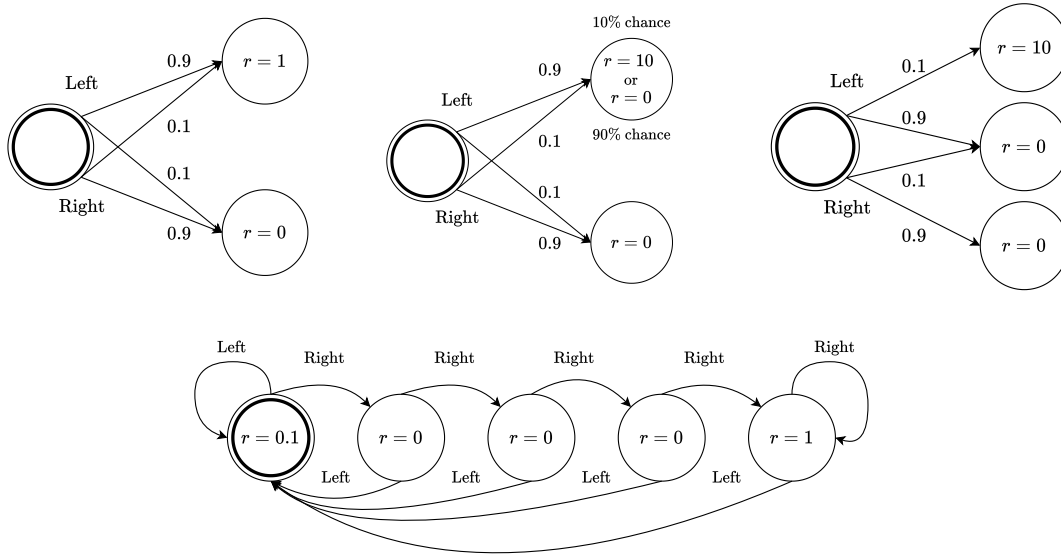 0.9
r = 1
Left
0.1
0.1
Right
0.9
r = 0
10% chance
0.9
r = 10
or
r = 0
Left
0.1
90% chance
0.1
Right
0.9
r = 0
r = 10
Left
0.1
0.9
r = 0
0.1
Right
0.9
r = 0
Left
Right
Right
Right
Right
Right
r = 0.1
r = 0
r = 0
r = 0
r = 1
Left
Left
Left
Left